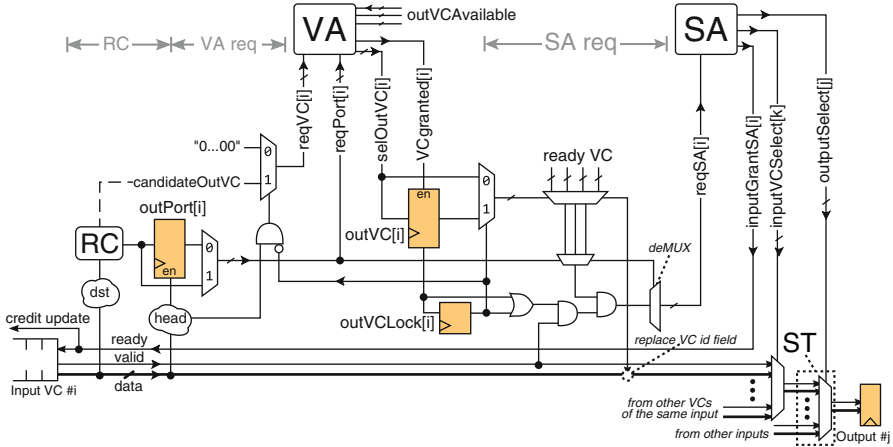 VA
outVCAvailable
SA
RC
VA req
SA req
reqVC[i]
reqPort[i]
selOutVC[i]
VCgranted[i]
reqSA[i]
inputGrantSA[i]
inputVCSelect[k]
outputSelect[j]
"0...00"
0
1
candidateOutVC
ready VC
en
0
1
outVC[i]
outPort[i]
RC
0
1
en
deMUX
dst
head
outVCLock[i]
credit update
ready
valid
data
Input VC #i
replace VC id field
ST
from other VCs
of the same input
from other inputs
Output #j